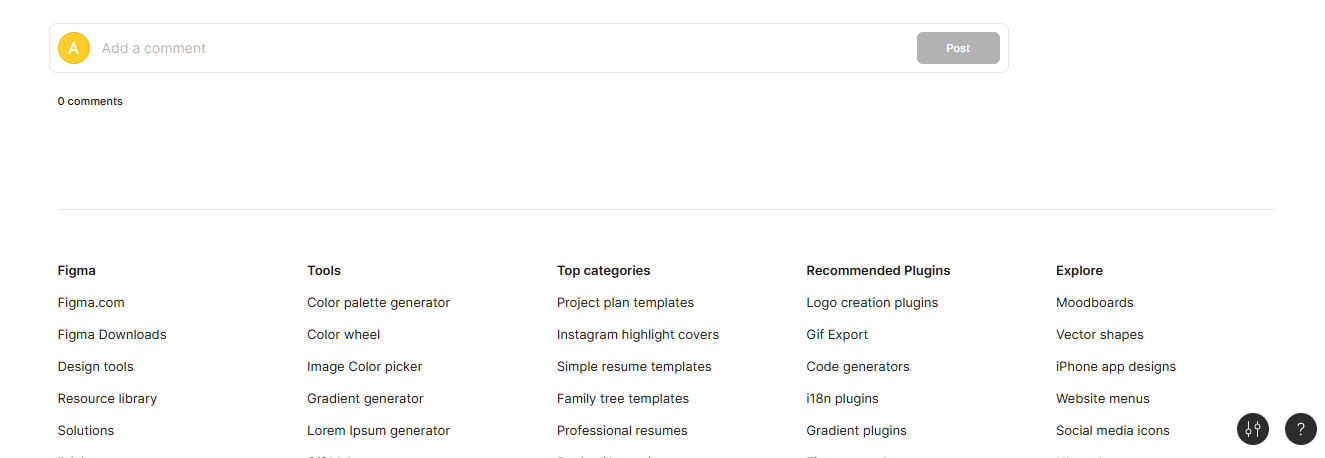 A Add a comment Post
0 comments
Figma Tools Top categories Recommended Plugins Explore
Figma.com Color palette generator Project plan templates Logo creation plugins Moodboards
Figma Downloads Color wheel Instagram highlight covers Gif Export Vector shapes
Design tools Image Color picker Simple resume templates Code generators iPhone app designs
Resource library Gradient generator Family tree templates i18n plugins Website menus
Solutions Lorem Ipsum generator Professional resumes Gradient plugins Social media icons ?